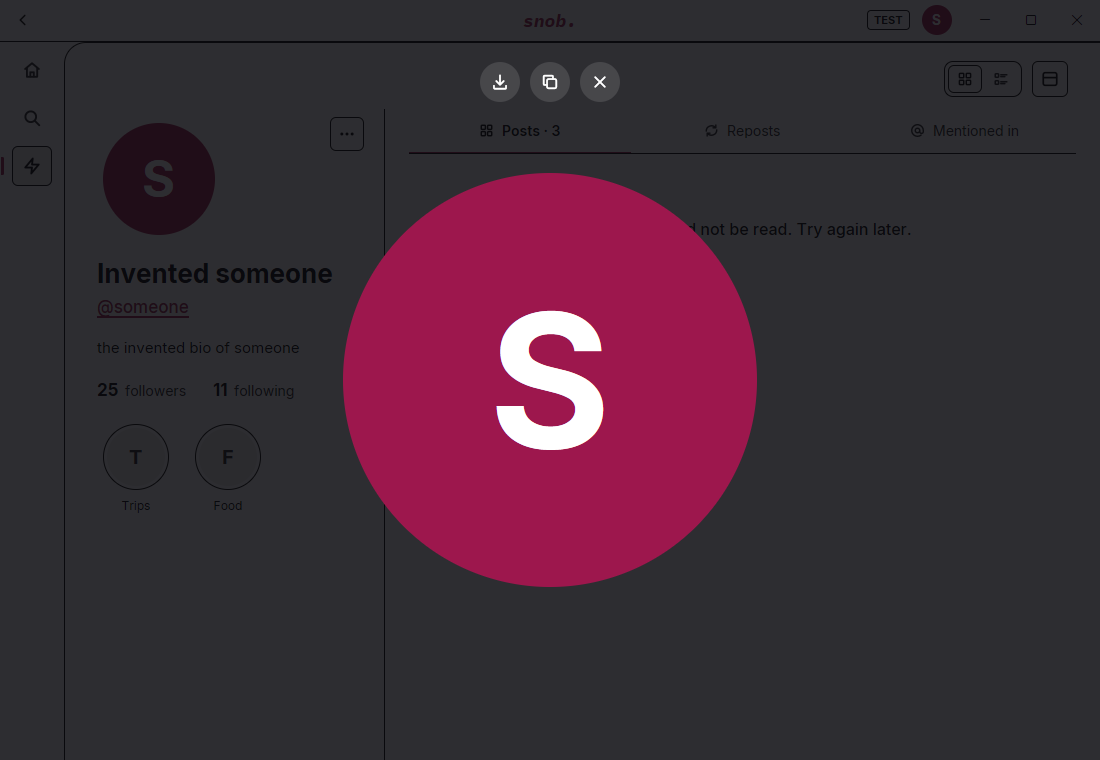 snob.
TEST
S
Posts · 3
Reposts
Mentioned in
S
not be read. Try again later.
Invented someone
@someone
the invented bio of someone
25 followers 11 following
S
T
F
Trips
Food